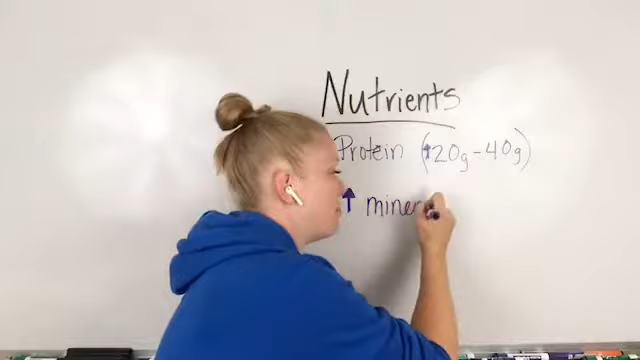 Nutrients
Protein (↑20g-40g)
↑ miner